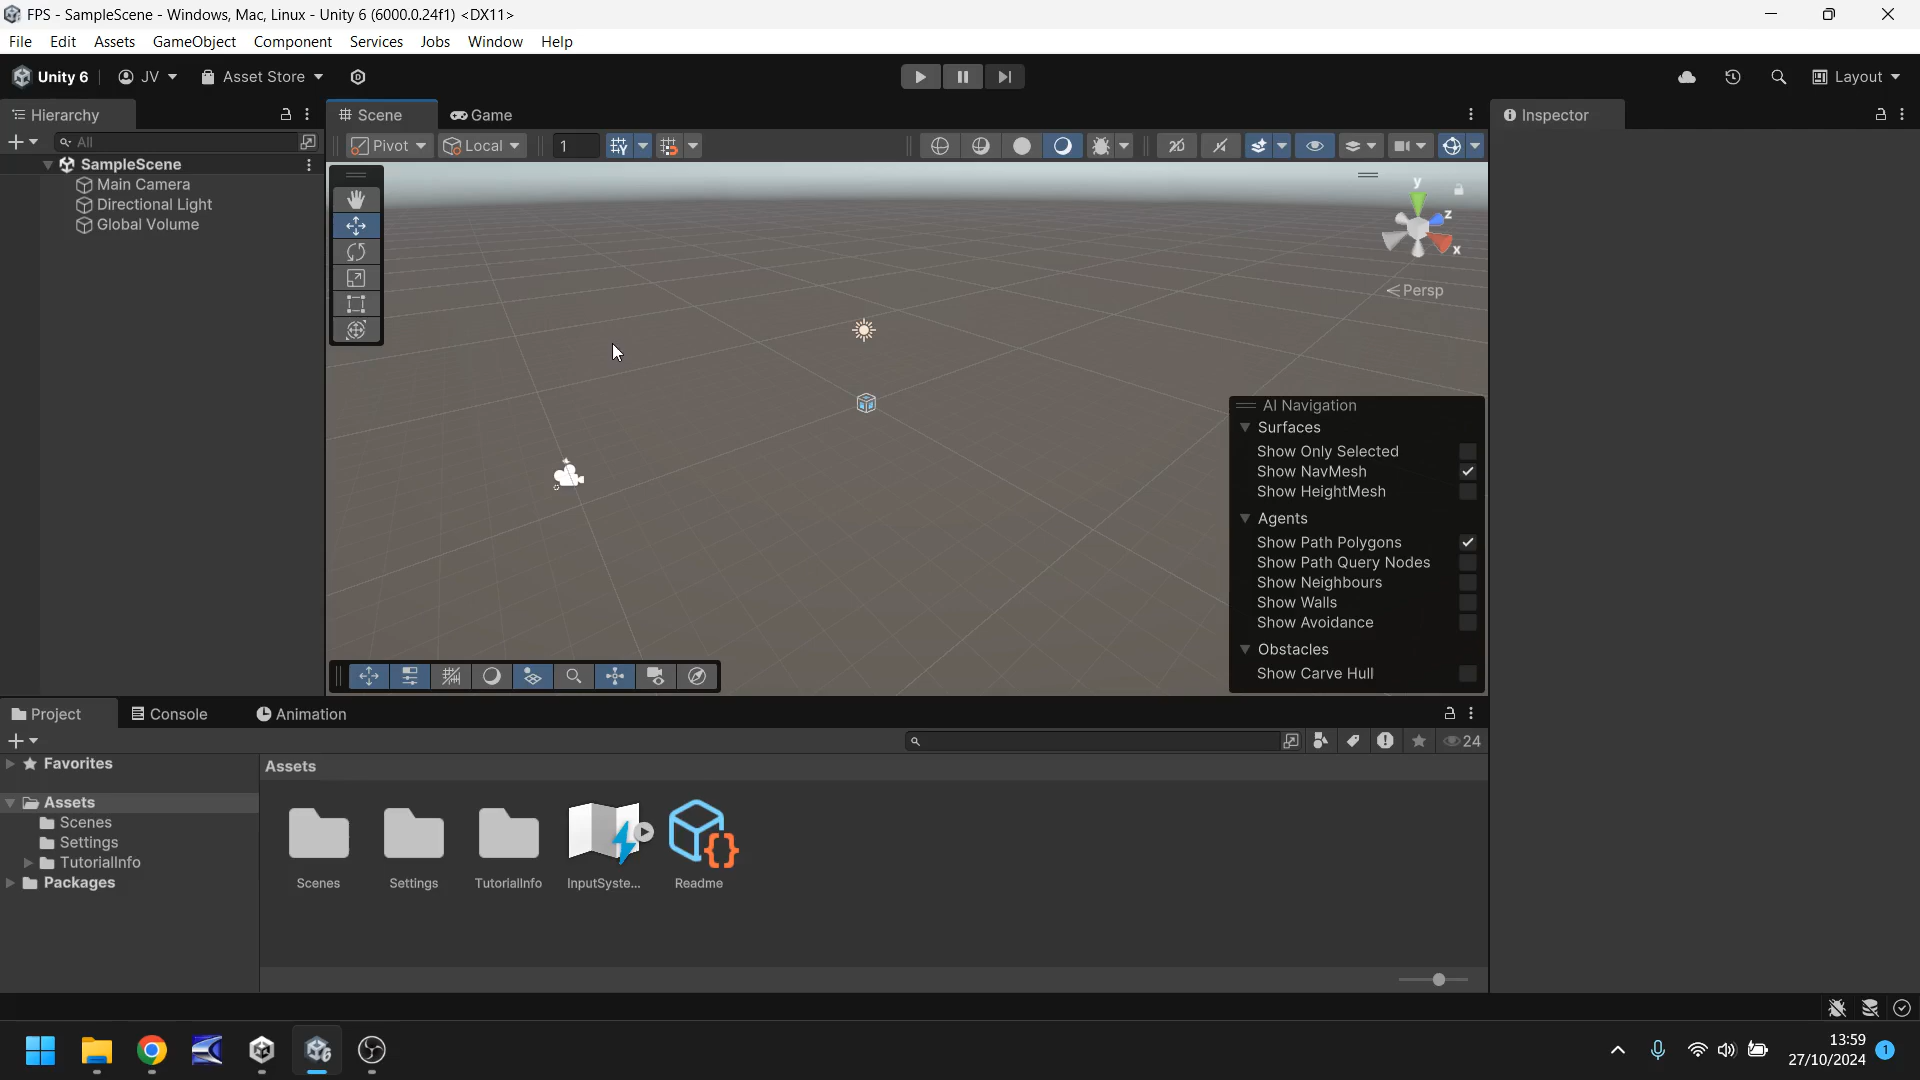 FPS - SampleScene - Windows, Mac, Linux - Unity 6 (6000.0.24f1) <DX11>
File Edit Assets GameObject Component Services Jobs Window Help
Unity 6 JV Asset Store Layout
Hierarchy
All
SampleScene
Main Camera
Directional Light
Global Volume
Scene Game
Pivot Local 1 2D
y
z
x
Persp
AI Navigation
Surfaces
Show Only Selected
Show NavMesh
Show HeightMesh
Agents
Show Path Polygons
Show Path Query Nodes
Show Neighbours
Show Walls
Show Avoidance
Obstacles
Show Carve Hull
Inspector
Project Console Animation
24
Favorites
Assets
Scenes
Settings
TutorialInfo
Packages
Assets
Scenes Settings TutorialInfo InputSyste... Readme
6
13:59
27/10/2024 1